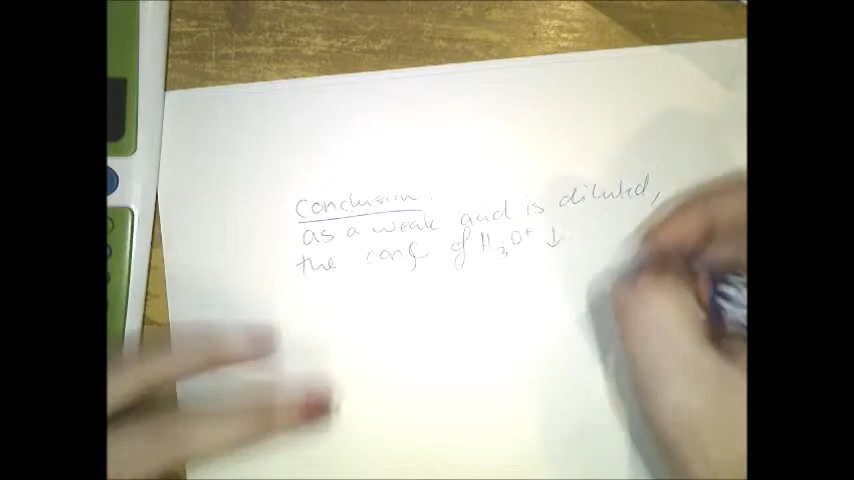 Conclusion:
as a weak acid is diluted,
the conc of H₃O⁺ ↓